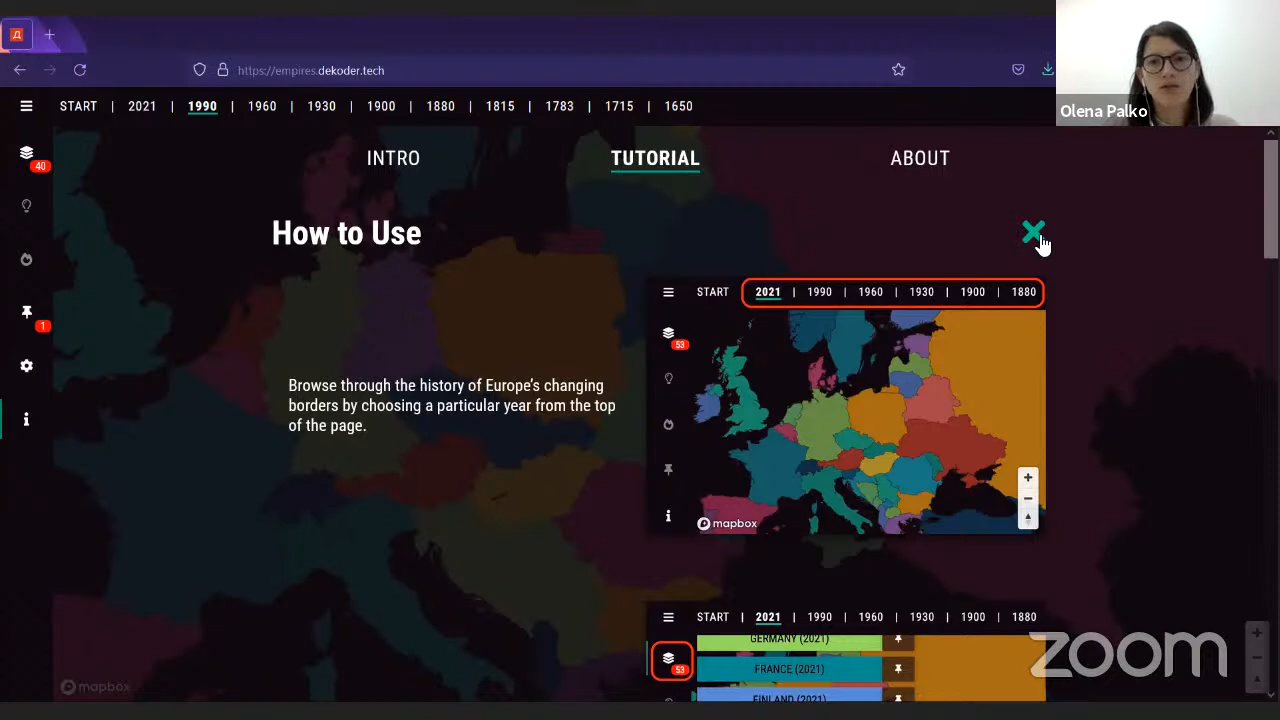 Д
https://empires.dekoder.tech
Olena Palko
START | 2021 | 1990 | 1960 | 1930 | 1900 | 1880 | 1815 | 1783 | 1715 | 1650
40
1
INTRO
TUTORIAL
ABOUT
How to Use
START 2021 | 1990 | 1960 | 1930 | 1900 | 1880
53
Browse through the history of Europe's changing
borders by choosing a particular year from the top
of the page.
mapbox
START | 2021 | 1990 | 1960 | 1930 | 1900 | 1880
GERMANY (2021)
53
FRANCE (2021)
FINLAND (2021)
mapbox
zoom